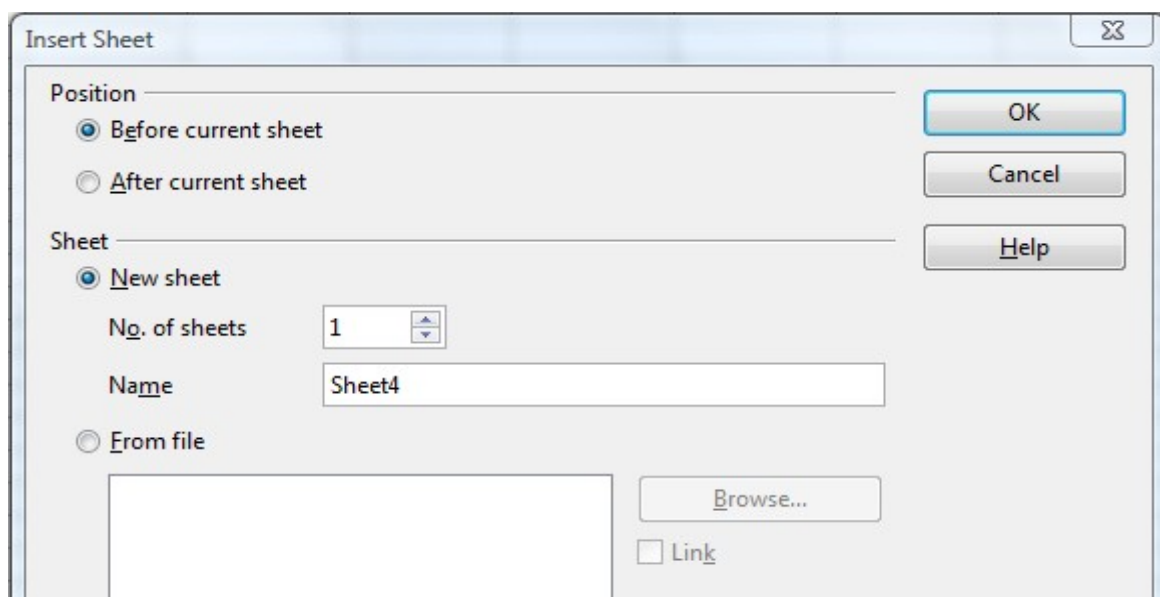 Insert Sheet
Position
Before current sheet
After current sheet
OK
Cancel
Help
Sheet
New sheet
No. of sheets 1
Name Sheet4
From file
Browse...
Link